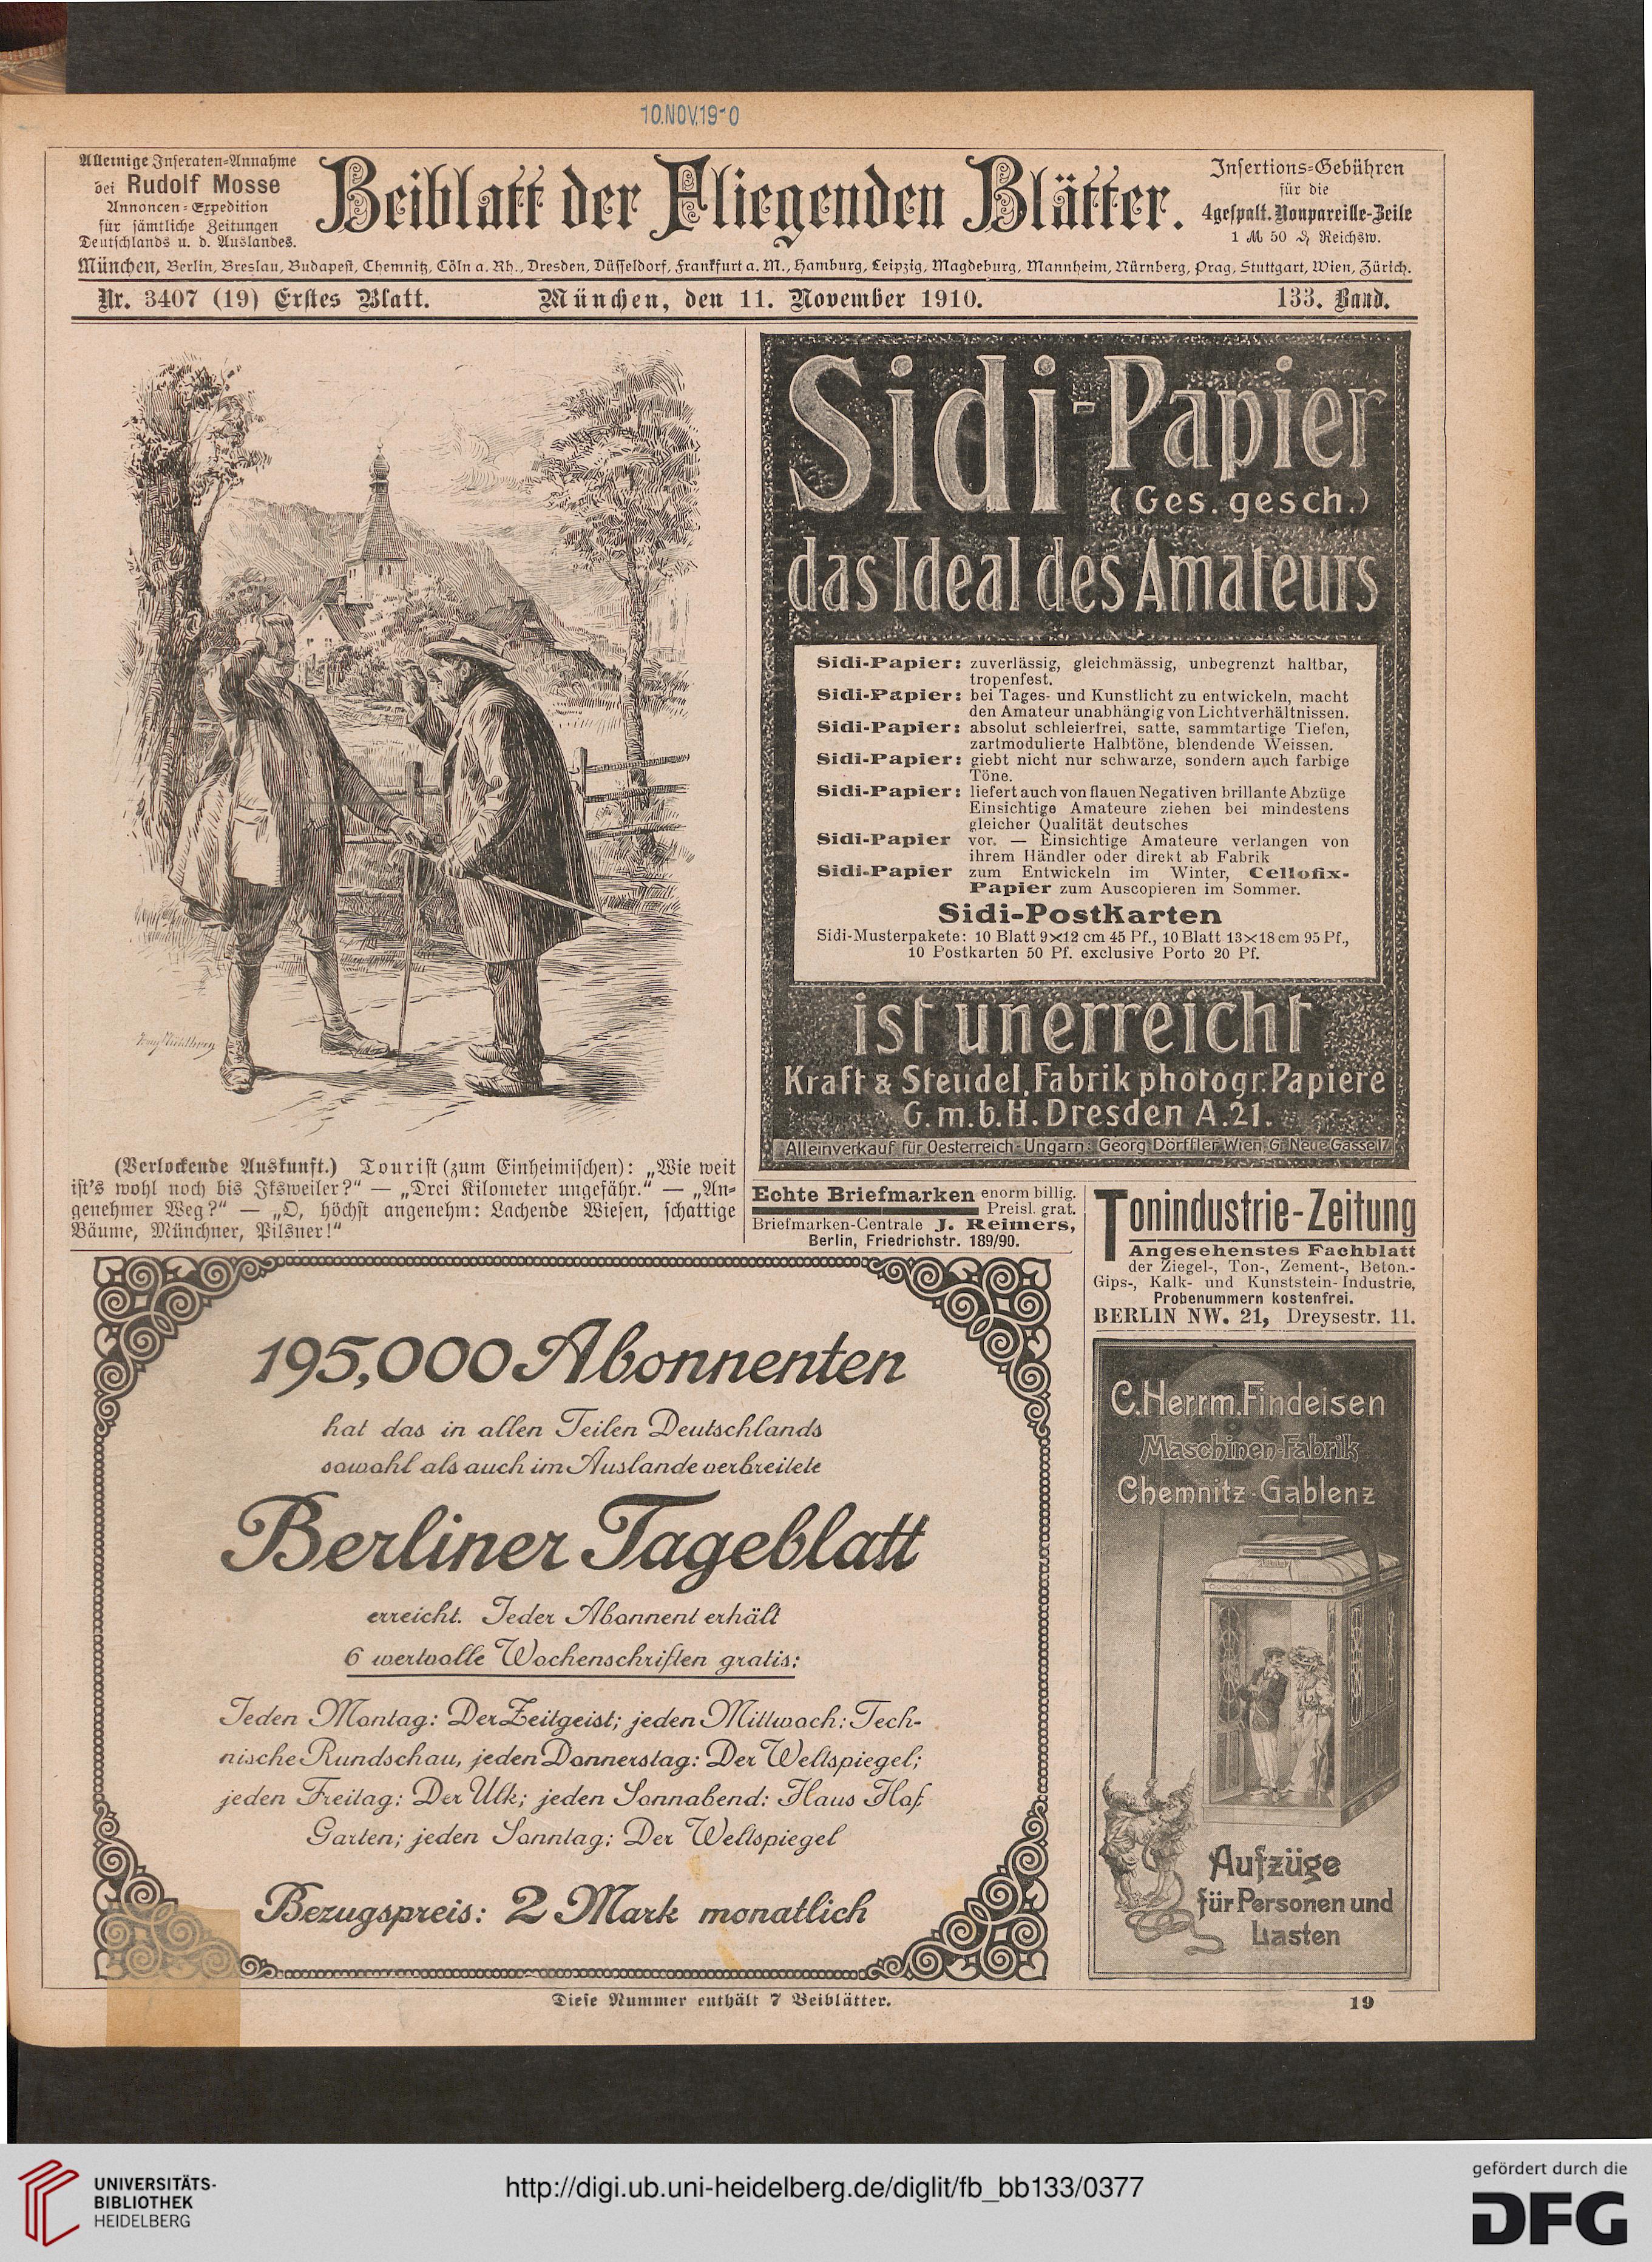 10.NOV.1910
Alleinige Inseraten-Annahme
bei Rudolf Mosse
Annoncen-Expedition
für sämtliche Zeitungen
Deutschlands u. d. Auslandes.
Beiblatt der Fliegenden Blätter.
Insertions-Gebühren
für die
4gespalt. Nonpareille-Zeile
1 M 50 ₰ Reichsw.
München, Berlin, Breslau, Budapest, Chemnitz, Cöln a. Rh., Dresden, Düsseldorf, Frankfurt a. M., Hamburg, Leipzig, Magdeburg, Mannheim, Nürnberg, Prag, Stuttgart, Wien, Zürich.
Nr. 3407 (19) Erstes Blatt. München, den 11. November 1910. 133. Band.
(Verlockende Auskunft.) Tourist (zum Einheimischen): „Wie weit
ist's wohl noch bis Iksweiler?“ — „Drei Kilometer ungefähr.“ — „An-
genehmer Weg?“ — „O, höchst angenehm: Lachende Wiesen, schattige
Bäume, Münchner, Pilsner!“
Sidi-Papier
(Ges. gesch.)
das Ideal des Amateurs
Sidi-Papier: zuverlässig, gleichmässig, unbegrenzt haltbar,
tropenfest.
Sidi-Papier: bei Tages- und Kunstlicht zu entwickeln, macht
den Amateur unabhängig von Lichtverhältnissen.
Sidi-Papier: absolut schleierfrei, satte, sammtartige Tiefen,
zartmodulierte Halbtöne, blendende Weissen.
Sidi-Papier: giebt nicht nur schwarze, sondern auch farbige
Töne.
Sidi-Papier: liefert auch von flauen Negativen brillante Abzüge
Einsichtige Amateure ziehen bei mindestens
gleicher Qualität deutsches
Sidi-Papier vor. — Einsichtige Amateure verlangen von
ihrem Händler oder direkt ab Fabrik
Sidi-Papier zum Entwickeln im Winter, Cellofix-
Papier zum Auscopieren im Sommer.
Sidi-Postkarten
Sidi-Musterpakete: 10 Blatt 9×12 cm 45 Pf., 10 Blatt 13×18 cm 95 Pf.,
10 Postkarten 50 Pf. exclusive Porto 20 Pf.
ist unerreicht
Kraft & Steudel, Fabrik photogr. Papiere
G.m.b.H. Dresden A.21.
Alleinverkauf für Oesterreich-Ungarn: Georg Dörffler Wien, Gr. Neue Gasse 17
Echte Briefmarken enorm billig.
Preisl. grat.
Briefmarken-Centrale J. Reimers,
Berlin, Friedrichstr. 189/90.
Tonindustrie-Zeitung
Angesehenstes Fachblatt
der Ziegel-, Ton-, Zement-, Beton.-
Gips-, Kalk- und Kunststein-Industrie,
Probenummern kostenfrei.
BERLIN NW. 21, Dreysestr. 11.
195,000 Abonnenten
hat das in allen Teilen Deutschlands
sowohl als auch im Auslande verbreitete
Berliner Tageblatt
erreicht. Jeder Abonnent erhält
6 wertvolle Wochenschriften gratis:
Jeden Montag: Der Zeitgeist; jeden Mittwoch: Tech-
nische Rundschau, jeden Donnerstag: Der Weltspiegel;
jeden Freitag: Der Ulk; jeden Sonnabend: Haus Hof
Garten; jeden Sonntag: Der Weltspiegel
Bezugspreis: 2 Mark monatlich
C. Herrm. Findeisen
Maschinen-Fabrik
Chemnitz-Gablenz
Aufzüge
für Personen und
Lasten
Diese Nummer enthält 7 Beiblätter.
19
UNIVERSITÄTS-
BIBLIOTHEK
HEIDELBERG
http://digi.ub.uni-heidelberg.de/diglit/fb_bb133/0377
gefördert durch die
DFG